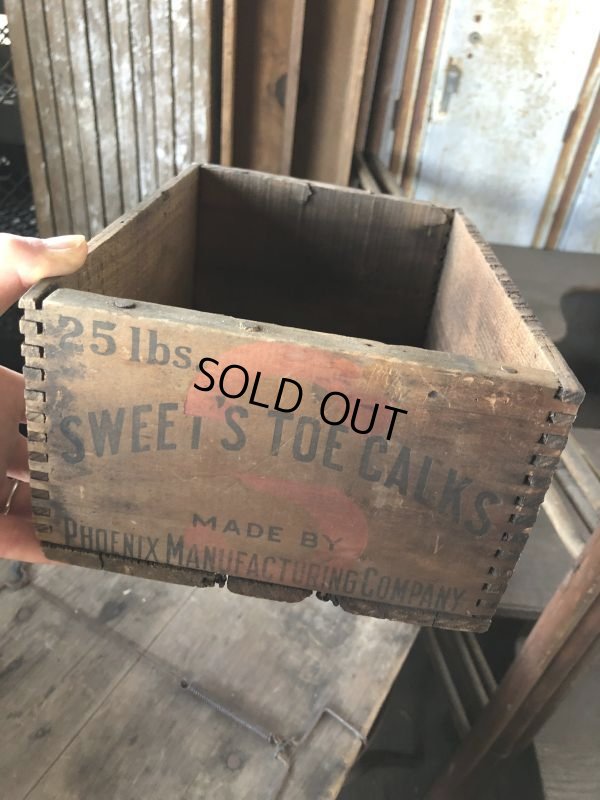 25 lbs.
SOLD OUT
SWEET'S TOE CALKS
MADE BY
PHOENIX MANUFACTURING COMPANY